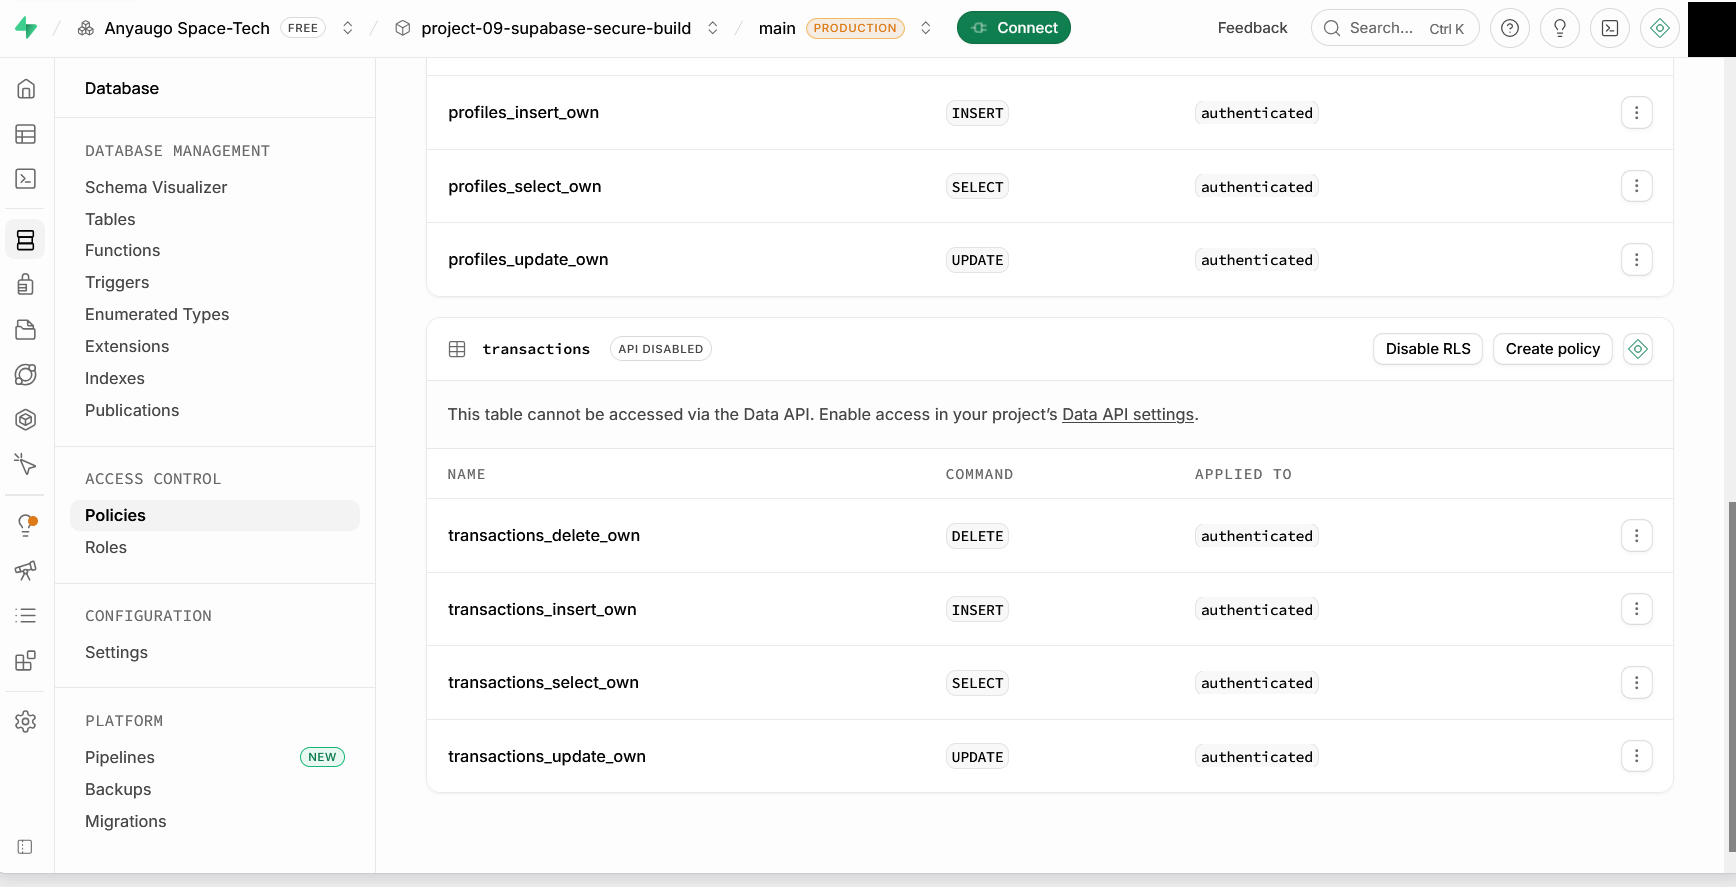 Anyaugo Space-Tech FREE project-09-supabase-secure-build main PRODUCTION Connect Feedback Search... Ctrl K
Database
DATABASE MANAGEMENT
Schema Visualizer
Tables
Functions
Triggers
Enumerated Types
Extensions
Indexes
Publications
ACCESS CONTROL
Policies
Roles
CONFIGURATION
Settings
PLATFORM
Pipelines NEW
Backups
Migrations
profiles_insert_own INSERT authenticated
profiles_select_own SELECT authenticated
profiles_update_own UPDATE authenticated
transactions API DISABLED Disable RLS Create policy
This table cannot be accessed via the Data API. Enable access in your project’s Data API settings.
NAME COMMAND APPLIED TO
transactions_delete_own DELETE authenticated
transactions_insert_own INSERT authenticated
transactions_select_own SELECT authenticated
transactions_update_own UPDATE authenticated